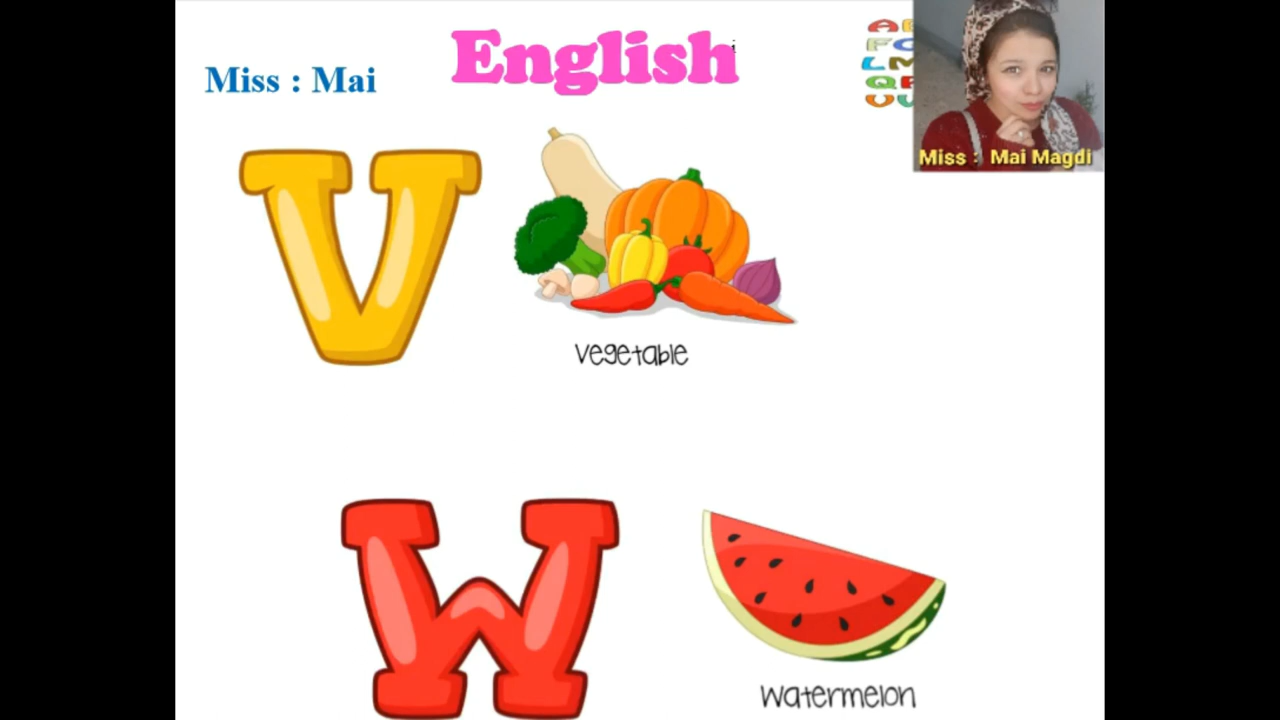 English
Miss : Mai
Miss : Mai Magdi
V
vegetable
W
watermelon